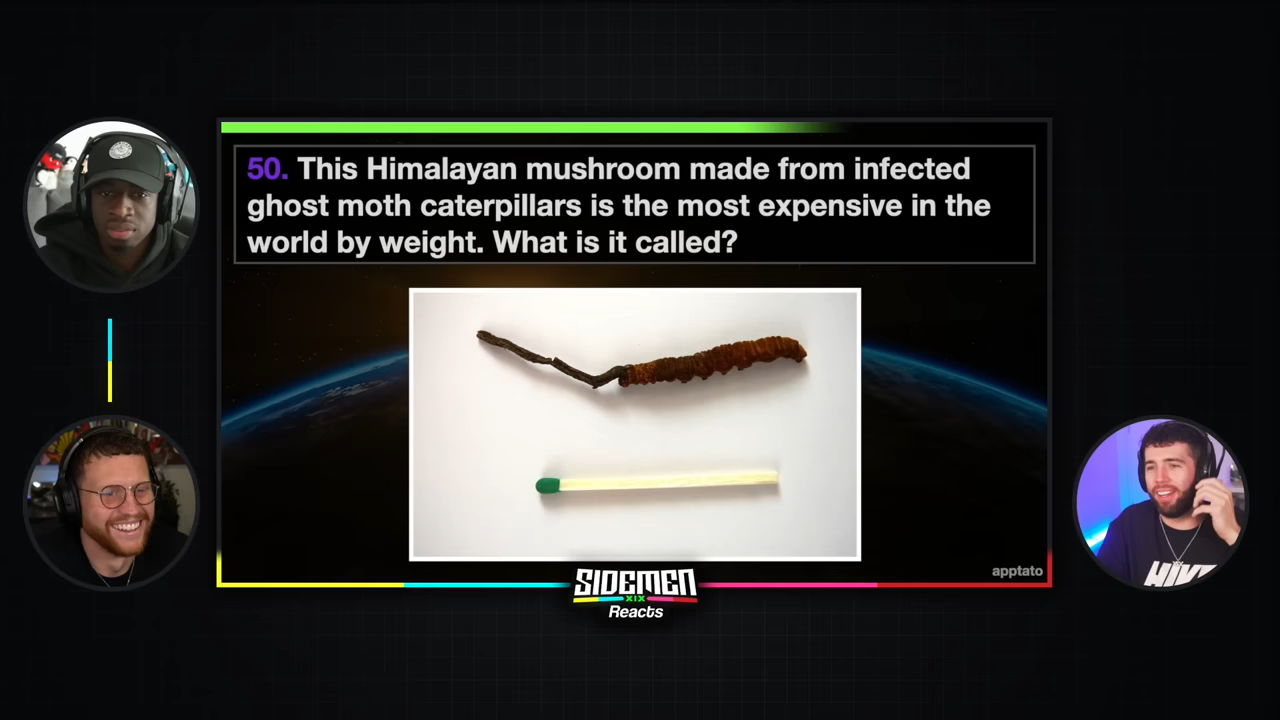 50. This Himalayan mushroom made from infected
ghost moth caterpillars is the most expensive in the
world by weight. What is it called?
apptato
SIDEMEN
XIX
Reacts